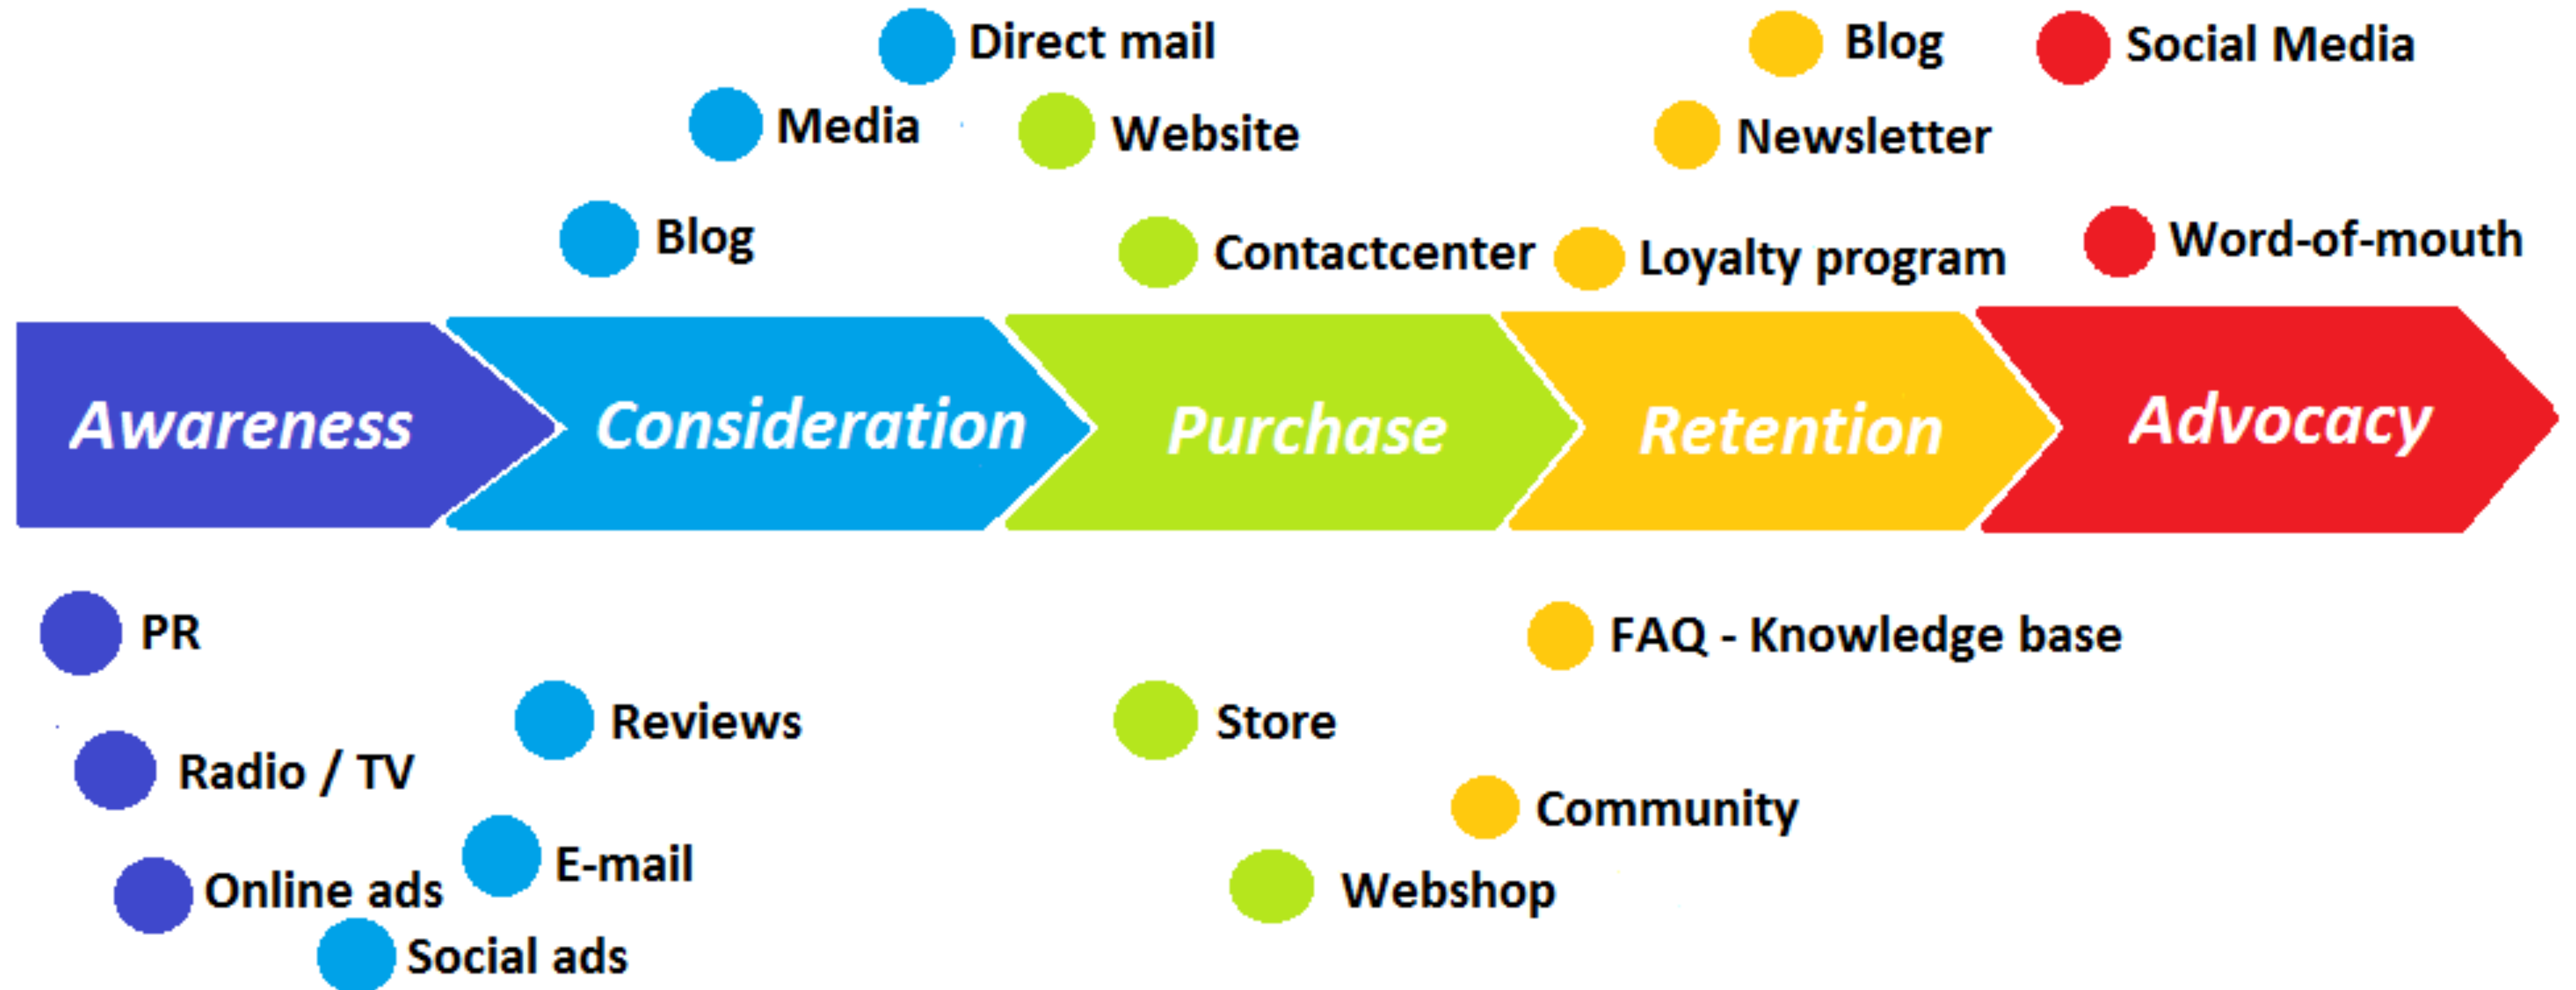 Direct mail
Blog
Social Media
Media
Website
Newsletter
Blog
Contactcenter
Loyalty program
Word-of-mouth
Awareness
Consideration
Purchase
Retention
Advocacy
PR
FAQ - Knowledge base
Reviews
Store
Radio / TV
Community
E-mail
Online ads
Webshop
Social ads